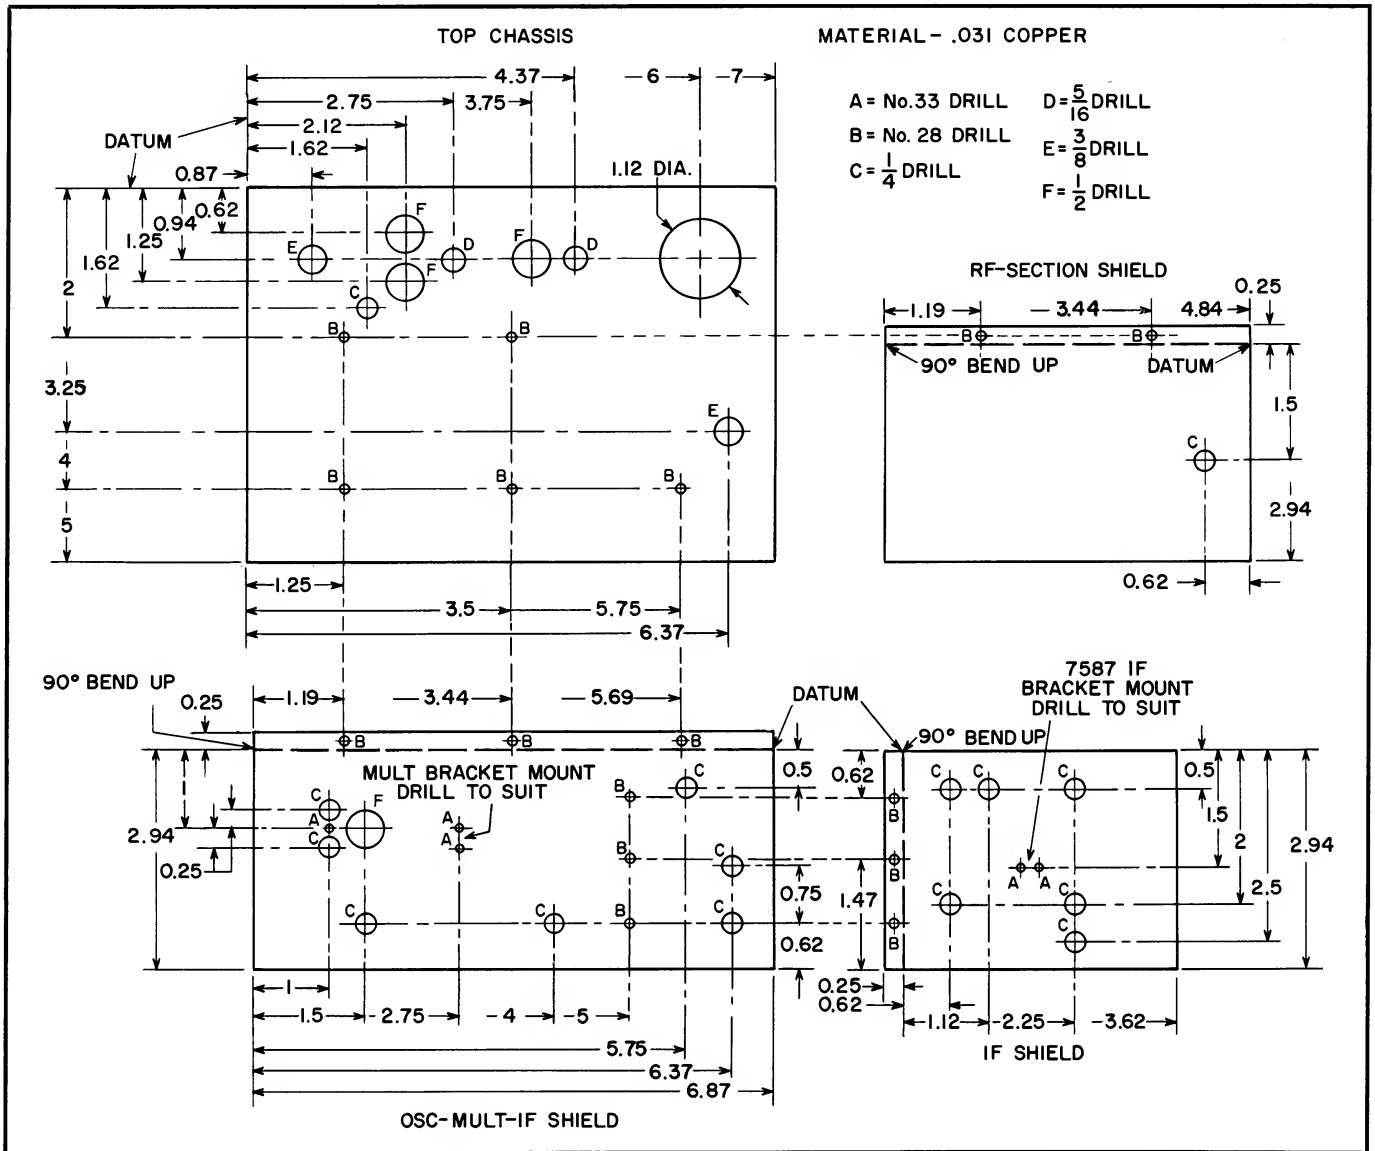 TOP CHASSIS
MATERIAL- .031 COPPER
4.37
6
7
2.75
3.75
2.12
1.62
DATUM
0.87
A = No.33 DRILL
B = No. 28 DRILL
C = 1/4 DRILL
D = 5/16 DRILL
E = 3/8 DRILL
F = 1/2 DRILL
1.12 DIA.
0.62
0.94
1.25
1.62
2
E
F
F
D
F
D
C
B
B
3.25
E
4
B
B
B
5
1.25
3.5
5.75
6.37
RF-SECTION SHIELD
0.25
1.19
3.44
4.84
B
B
90° BEND UP
DATUM
1.5
C
2.94
0.62
90° BEND UP
0.25
1.19
3.44
5.69
DATUM
B
B
B
MULT BRACKET MOUNT
DRILL TO SUIT
C
0.5
C
F
A
A
B
A
C
2.94
0.25
B
C
0.75
C
C
B
C
0.62
1
1.5
2.75
4
5
5.75
6.37
6.87
OSC-MULT-IF SHIELD
7587 IF
BRACKET MOUNT
DRILL TO SUIT
90° BEND UP
0.62
C
C
C
0.5
B
1.5
2
2.94
B
A
A
1.47
C
C
2.5
C
B
0.25
0.62
1.12
2.25
3.62
IF SHIELD